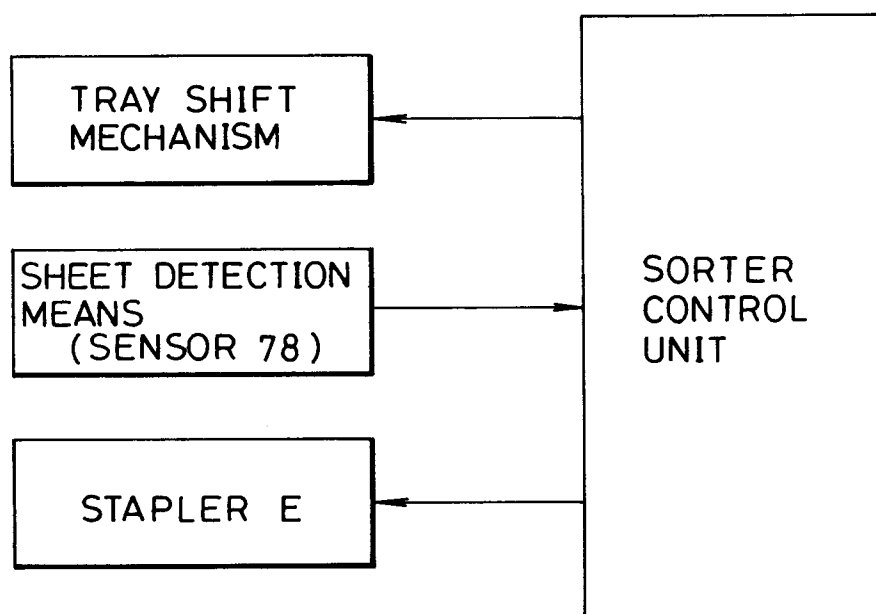 TRAY SHIFT
MECHANISM
SHEET DETECTION
MEANS
(SENSOR 78)
STAPLER E
SORTER
CONTROL
UNIT